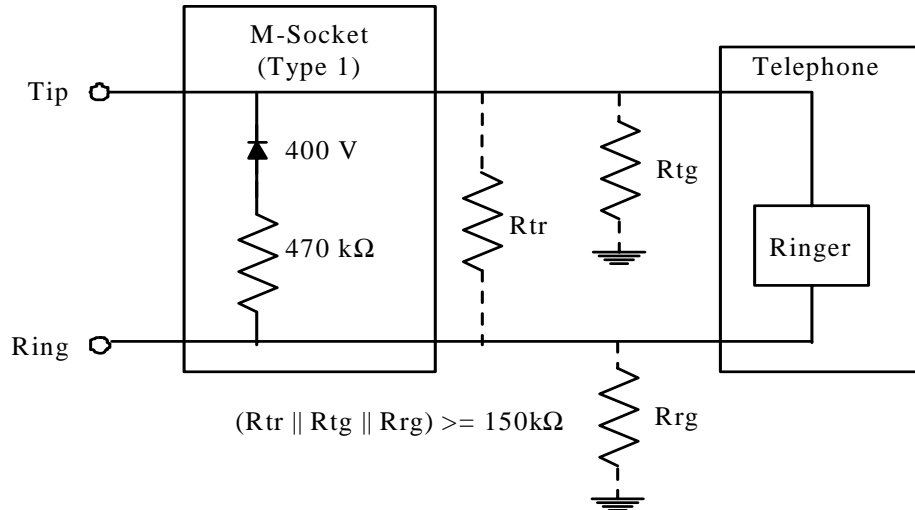 M-Socket
(Type 1)
Telephone
Tip
400 V
Rtg
Rtr
470 kΩ
Ringer
Ring
(Rtr || Rtg || Rrg) >= 150kΩ
Rrg